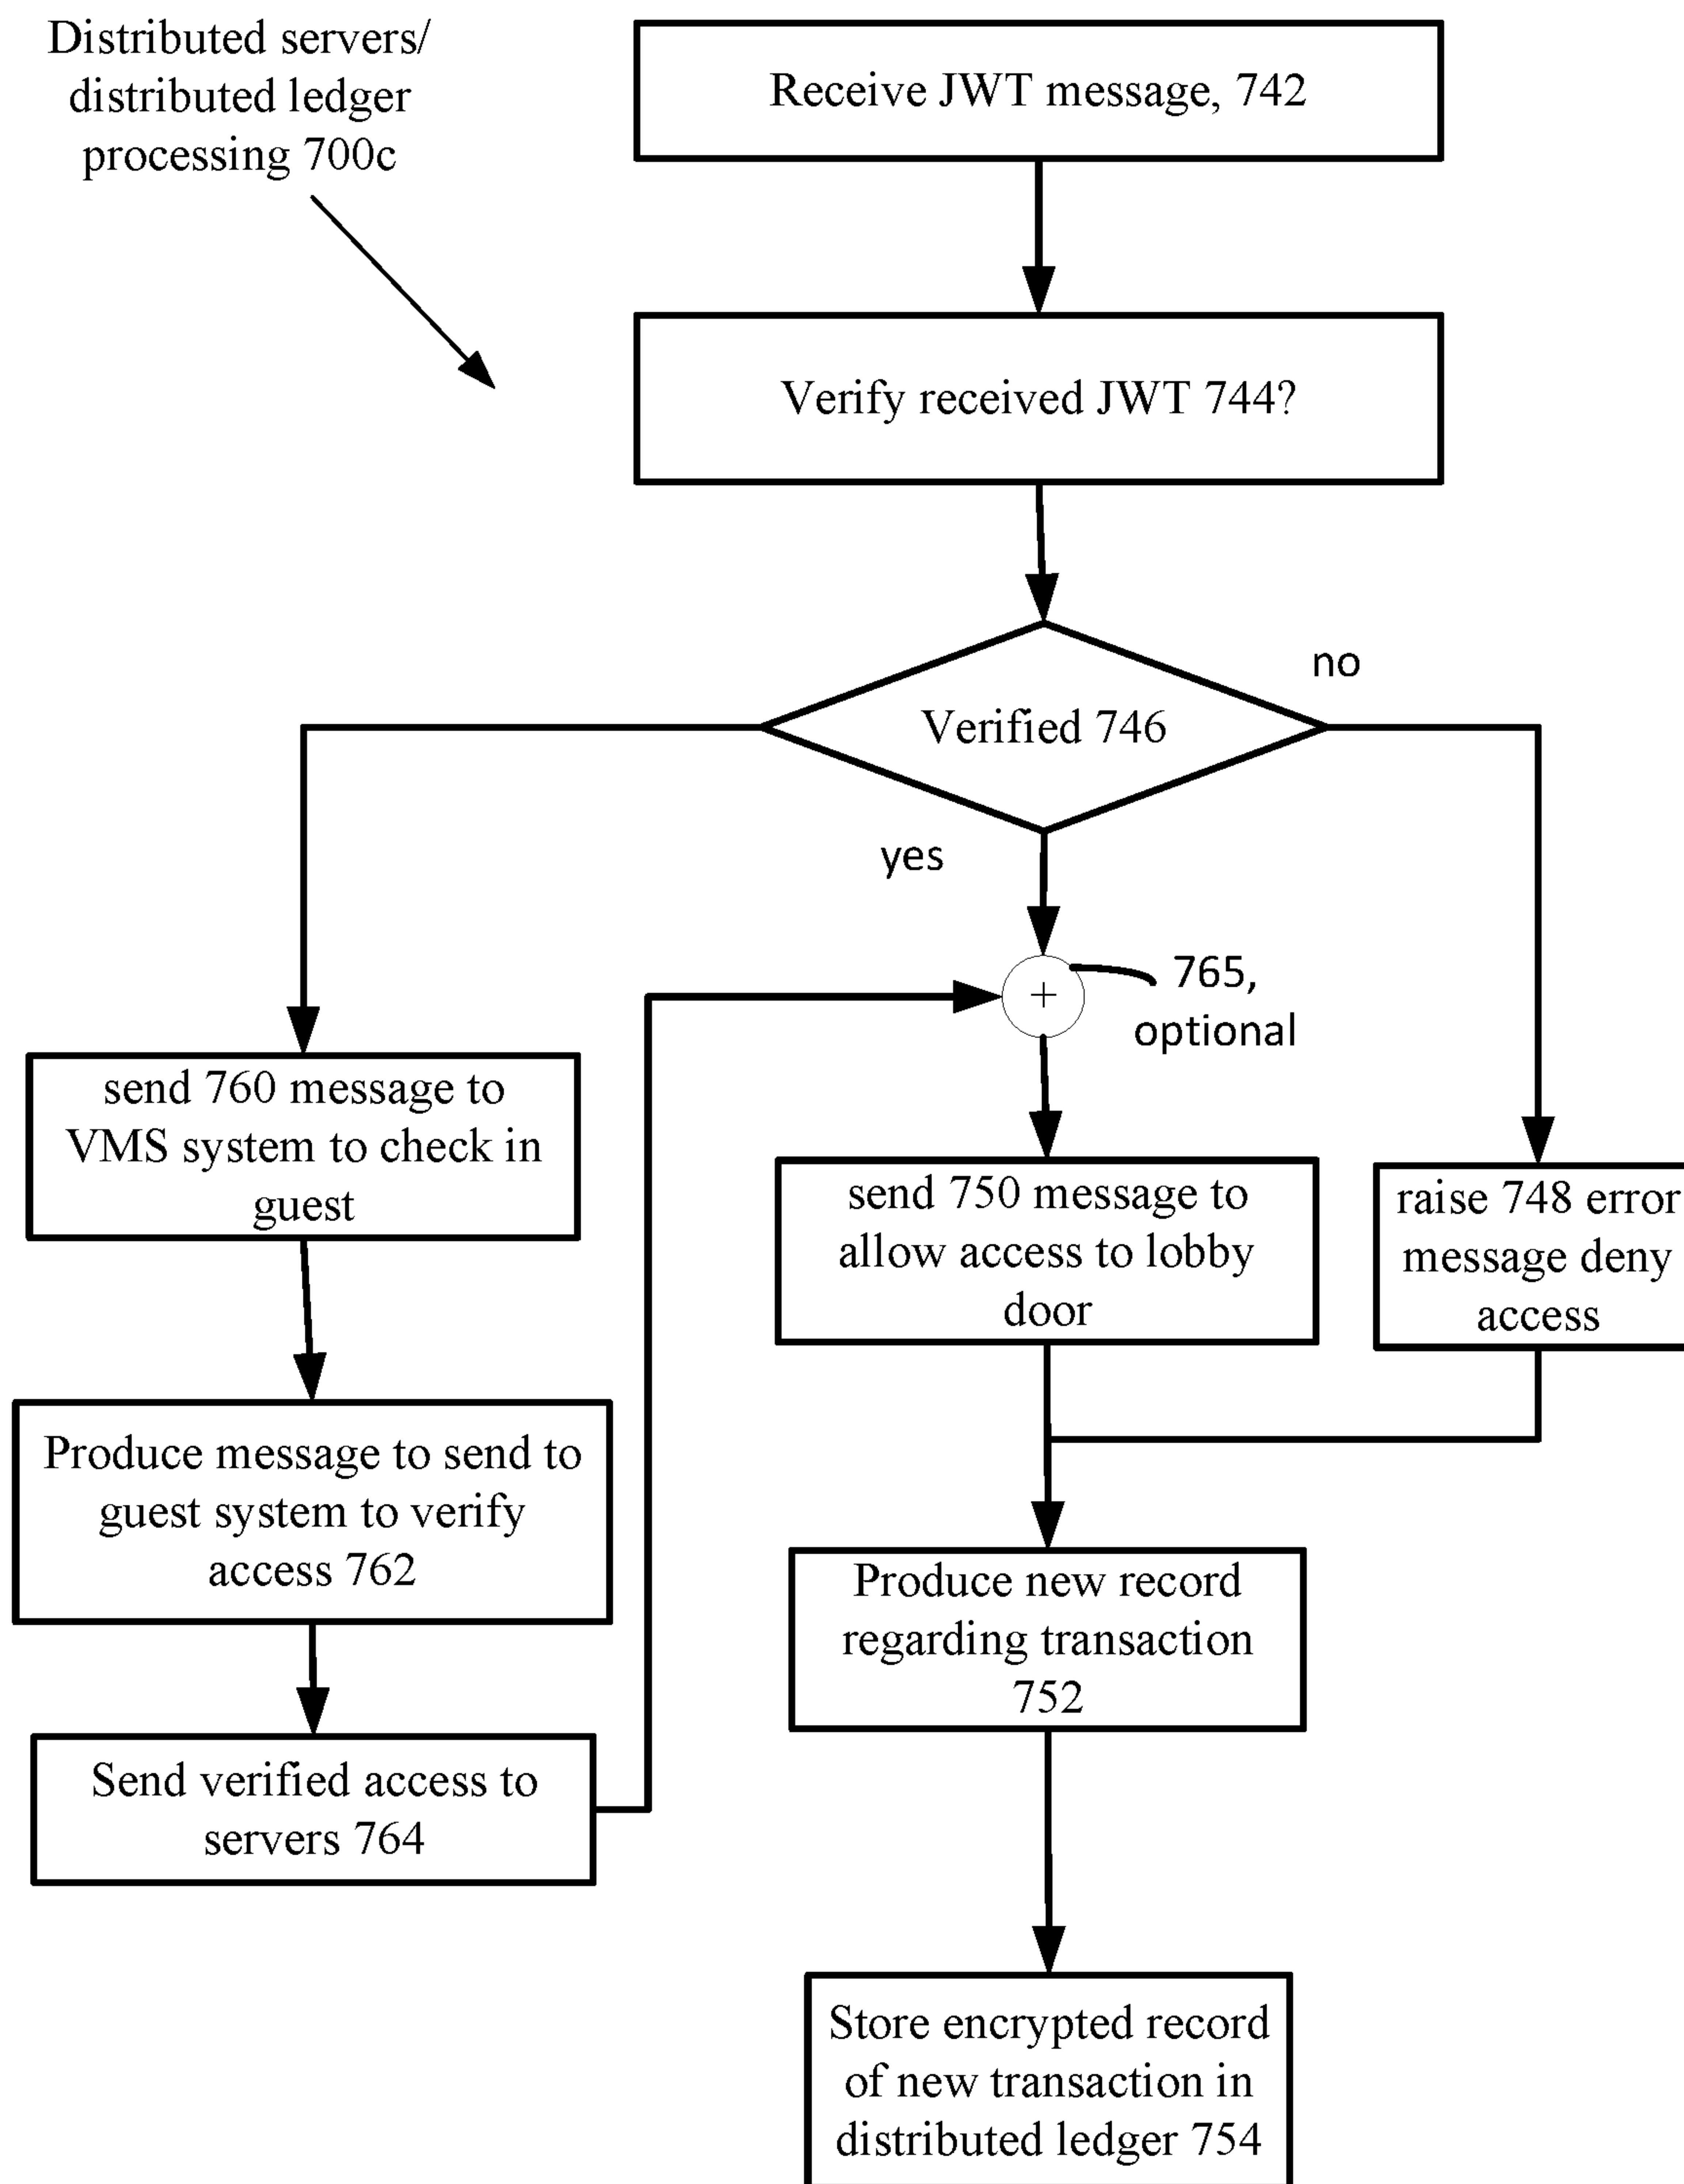 Distributed servers/
distributed ledger
processing 700c
Receive JWT message, 742
Verify received JWT 744?
Verified 746
no
yes
765,
optional
send 760 message to
VMS system to check in
guest
Produce message to send to
guest system to verify
access 762
Send verified access to
servers 764
+
send 750 message to
allow access to lobby
door
raise 748 error
message deny
access
Produce new record
regarding transaction
752
Store encrypted record
of new transaction in
distributed ledger 754